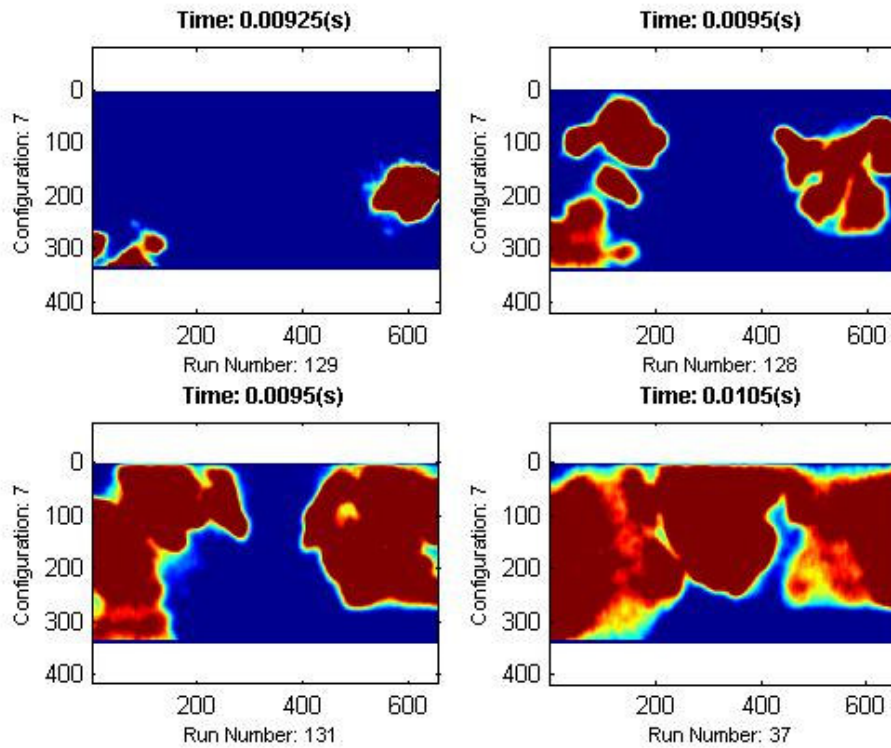 Time: 0.00925(s)
Configuration: 7
0
100
200
300
400
200 400 600
Run Number: 129
Time: 0.0095(s)
Configuration: 7
0
100
200
300
400
200 400 600
Run Number: 128
Time: 0.0095(s)
Configuration: 7
0
100
200
300
400
200 400 600
Run Number: 131
Time: 0.0105(s)
Configuration: 7
0
100
200
300
400
200 400 600
Run Number: 37